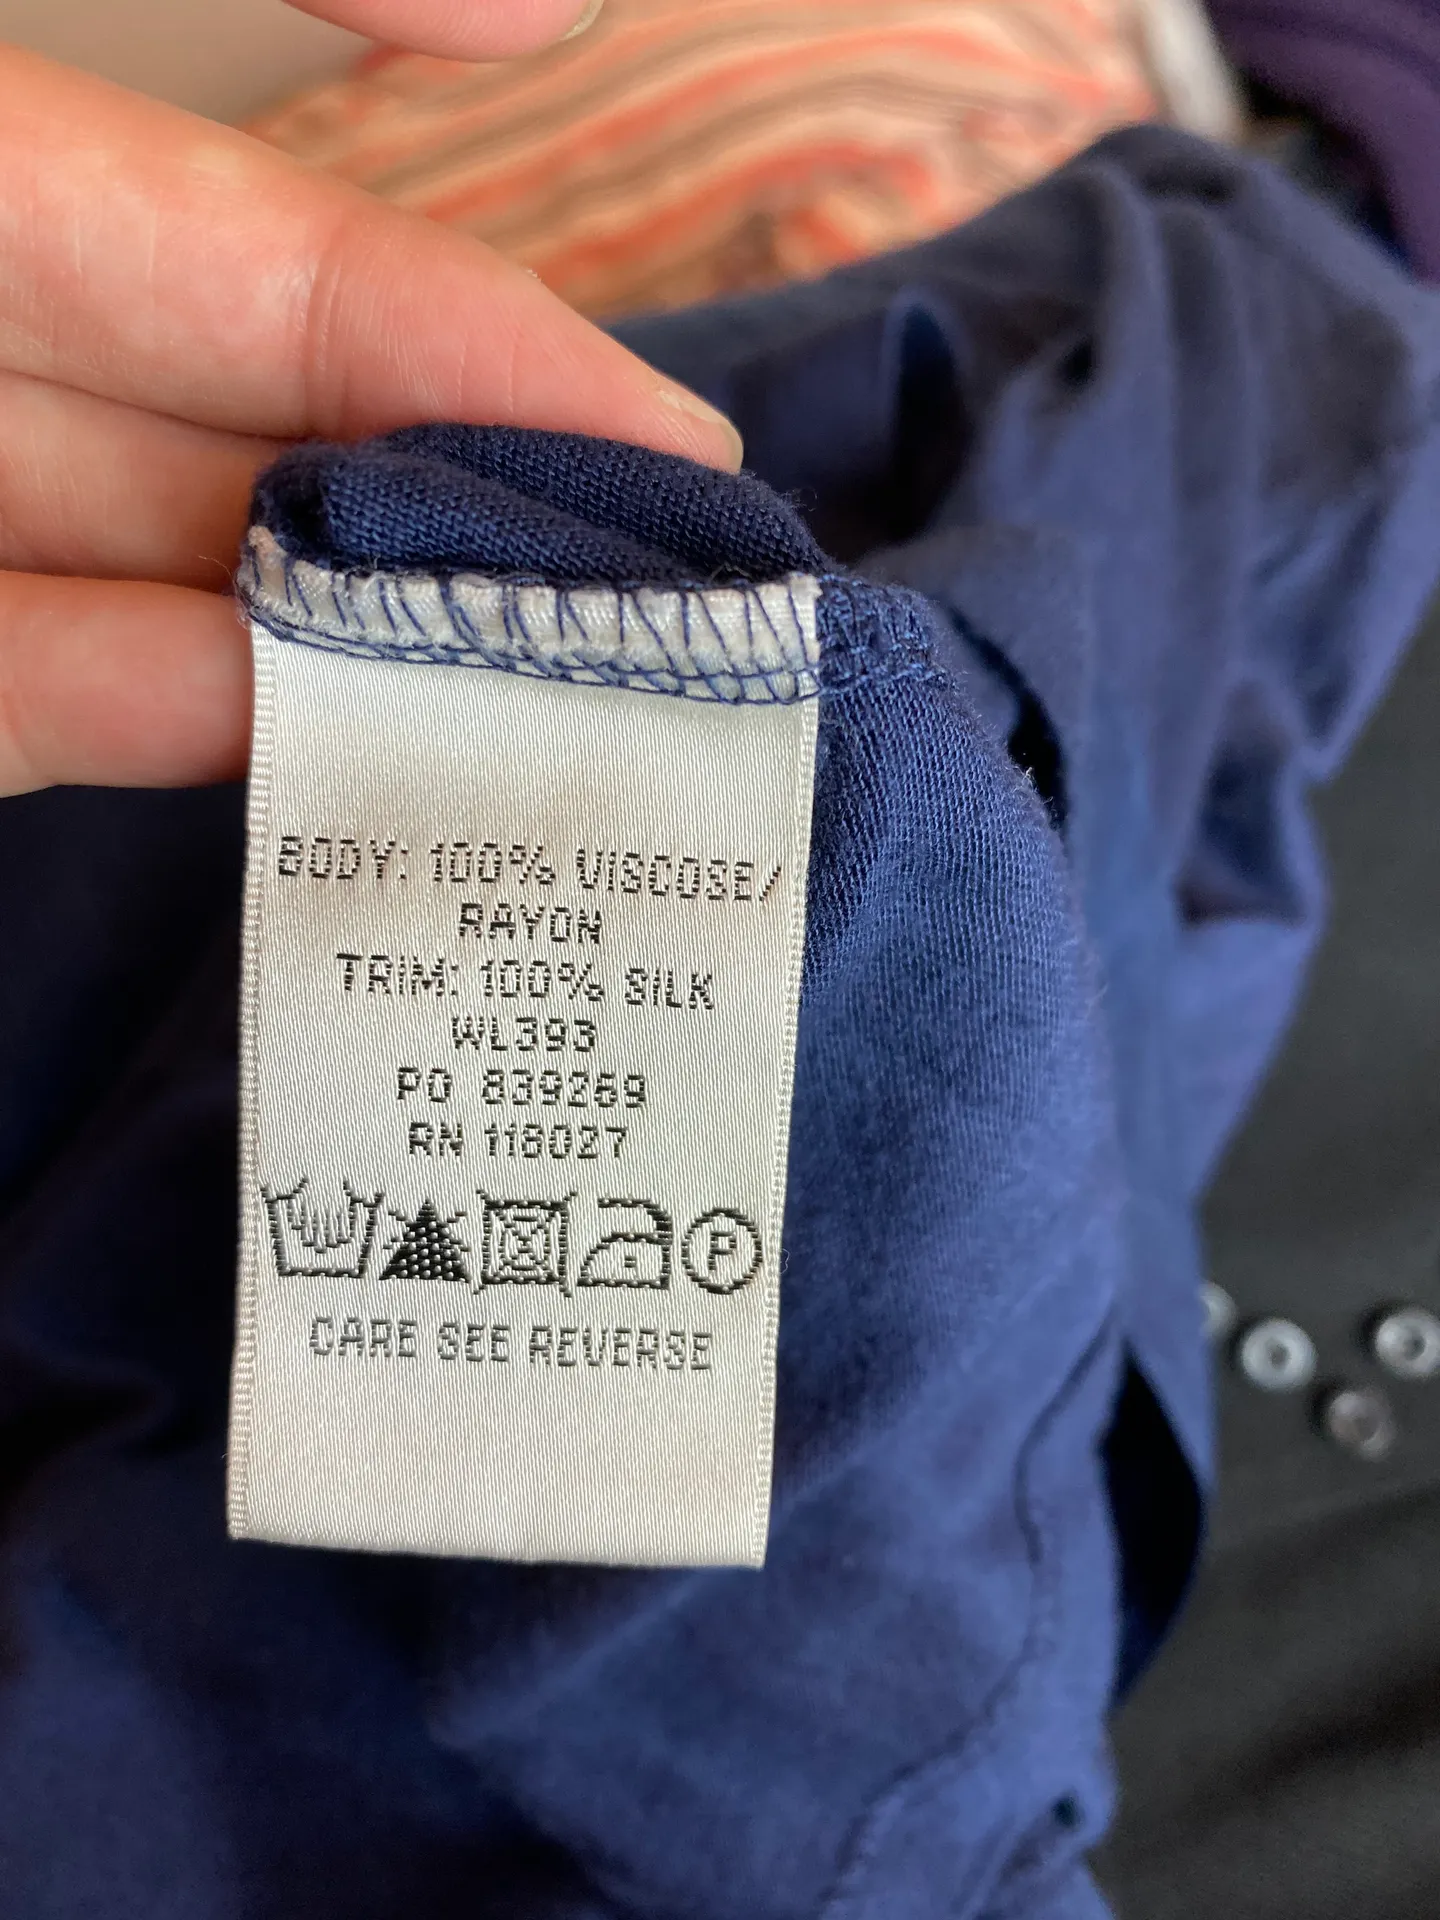 BODY: 100% VISCOSE/
RAYON
TRIM: 100% SILK
WL393
PO 839269
RN 116027
P
CARE SEE REVERSE